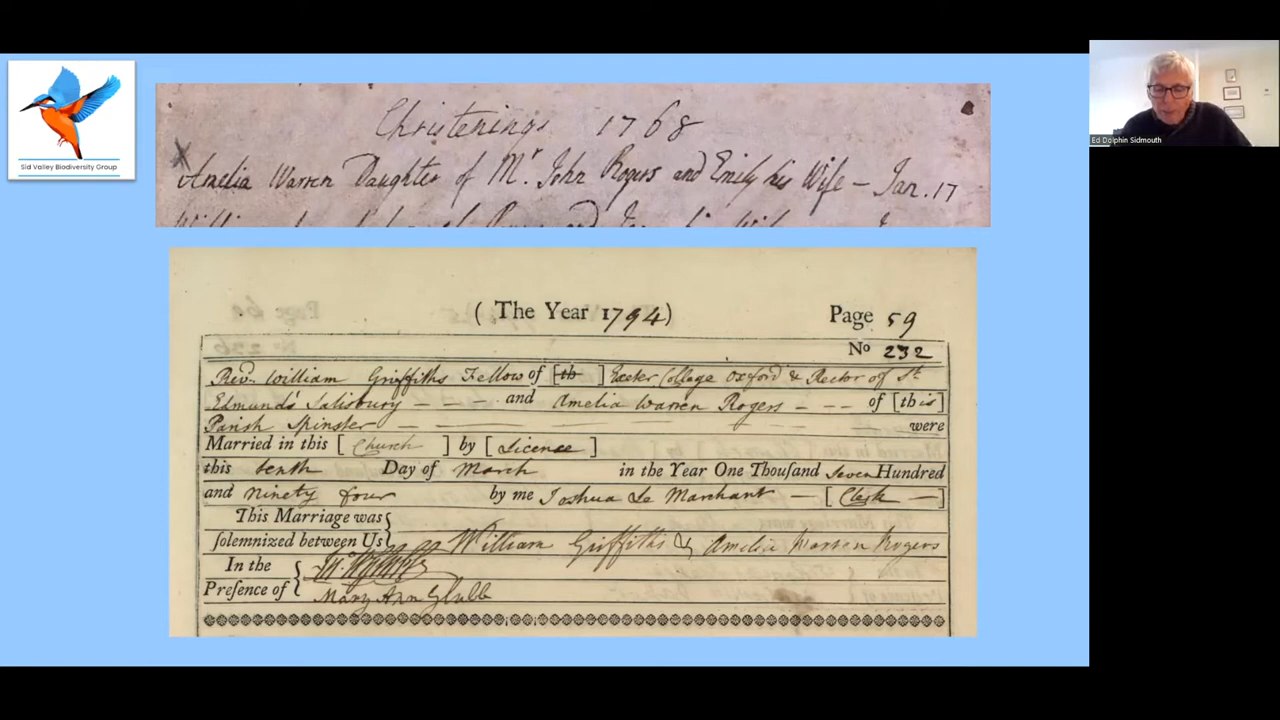 Sid Valley Biodiversity Group
Christenings 1768
Amelia Warren Daughter of Mr. John Rogers and Emily his Wife — Jan. 17
(The Year 1794) Page 59
No 232
Revd. William Griffiths Fellow of [th ] Exeter College Oxford & Rector of St
Edmund's Salisbury — — — and Amelia Warren Rogers — — — of [this]
Parish Spinster — were
Married in this [ Church ] by [ Licence ]
this tenth Day of March in the Year One Thousand Seven Hundred
and ninety four by me Joshua Le Marchant — [ Clerk — ]
This Marriage was
solemnized between Us William Griffiths & Amelia Warren Rogers
In the
Presence of Mary Ann Glubb
Ed Dolphin Sidmouth